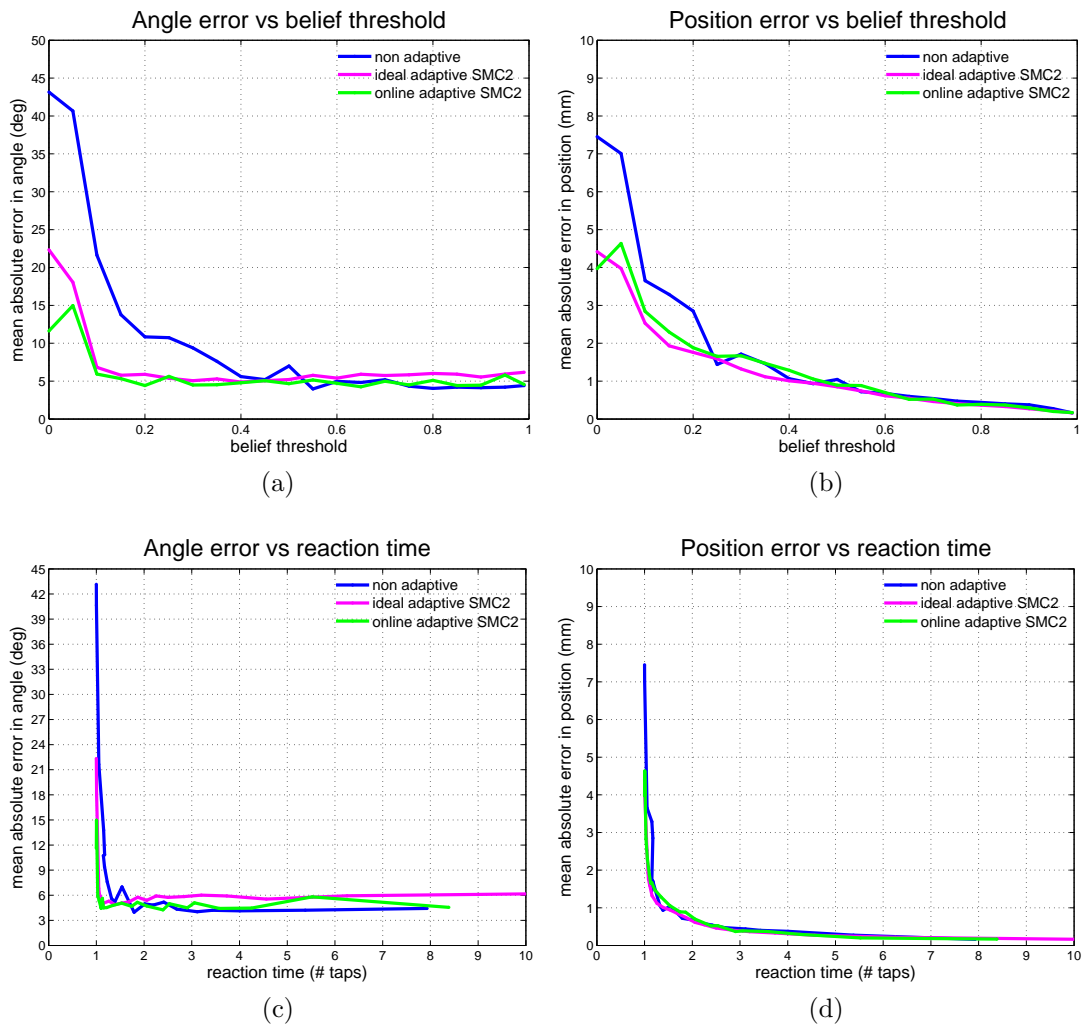 Angle error vs belief threshold
mean absolute error in angle (deg)
50
45
40
35
30
25
20
15
10
5
0
non adaptive
ideal adaptive SMC2
online adaptive SMC2
0 0.2 0.4 0.6 0.8 1
belief threshold
(a)
Position error vs belief threshold
mean absolute error in position (mm)
10
9
8
7
6
5
4
3
2
1
0
non adaptive
ideal adaptive SMC2
online adaptive SMC2
0 0.2 0.4 0.6 0.8 1
belief threshold
(b)
Angle error vs reaction time
mean absolute error in angle (deg)
45
42
39
36
33
30
27
24
21
18
15
12
9
6
3
0
non adaptive
ideal adaptive SMC2
online adaptive SMC2
0 1 2 3 4 5 6 7 8 9 10
reaction time (# taps)
(c)
Position error vs reaction time
mean absolute error in position (mm)
10
9
8
7
6
5
4
3
2
1
0
non adaptive
ideal adaptive SMC2
online adaptive SMC2
0 1 2 3 4 5 6 7 8 9 10
reaction time (# taps)
(d)